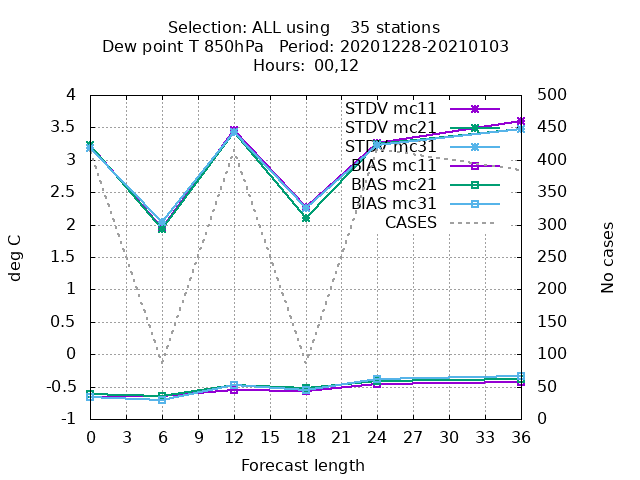 Selection: ALL using 35 stations
Dew point T 850hPa Period: 20201228-20210103
Hours: 00,12
4
3.5
3
2.5
2
1.5
1
0.5
0
-0.5
-1
deg C
500
450
400
350
300
250
200
150
100
50
0
No cases
STDV mc11
STDV mc21
STDV mc31
BIAS mc11
BIAS mc21
BIAS mc31
CASES
0 3 6 9 12 15 18 21 24 27 30 33 36
Forecast length